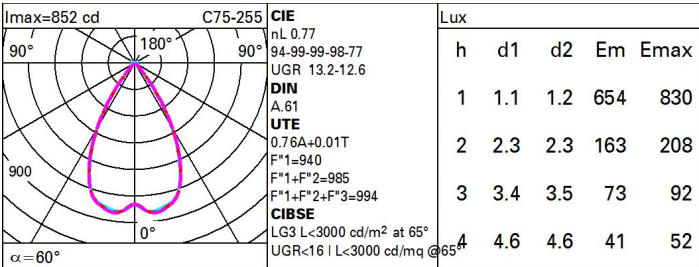 Imax=852 cd C75-255
90° 180° 90°
900
0°
α=60°
CIE
nL 0.77
94-99-99-98-77
UGR 13.2-12.6
DIN
A.61
UTE
0.76A+0.01T
F"1=940
F"1+F"2=985
F"1+F"2+F"3=994
CIBSE
LG3 L<3000 cd/m² at 65°
UGR<16 | L<3000 cd/mq @65°
Lux
h d1 d2 Em Emax
1 1.1 1.2 654 830
2 2.3 2.3 163 208
3 3.4 3.5 73 92
4 4.6 4.6 41 52